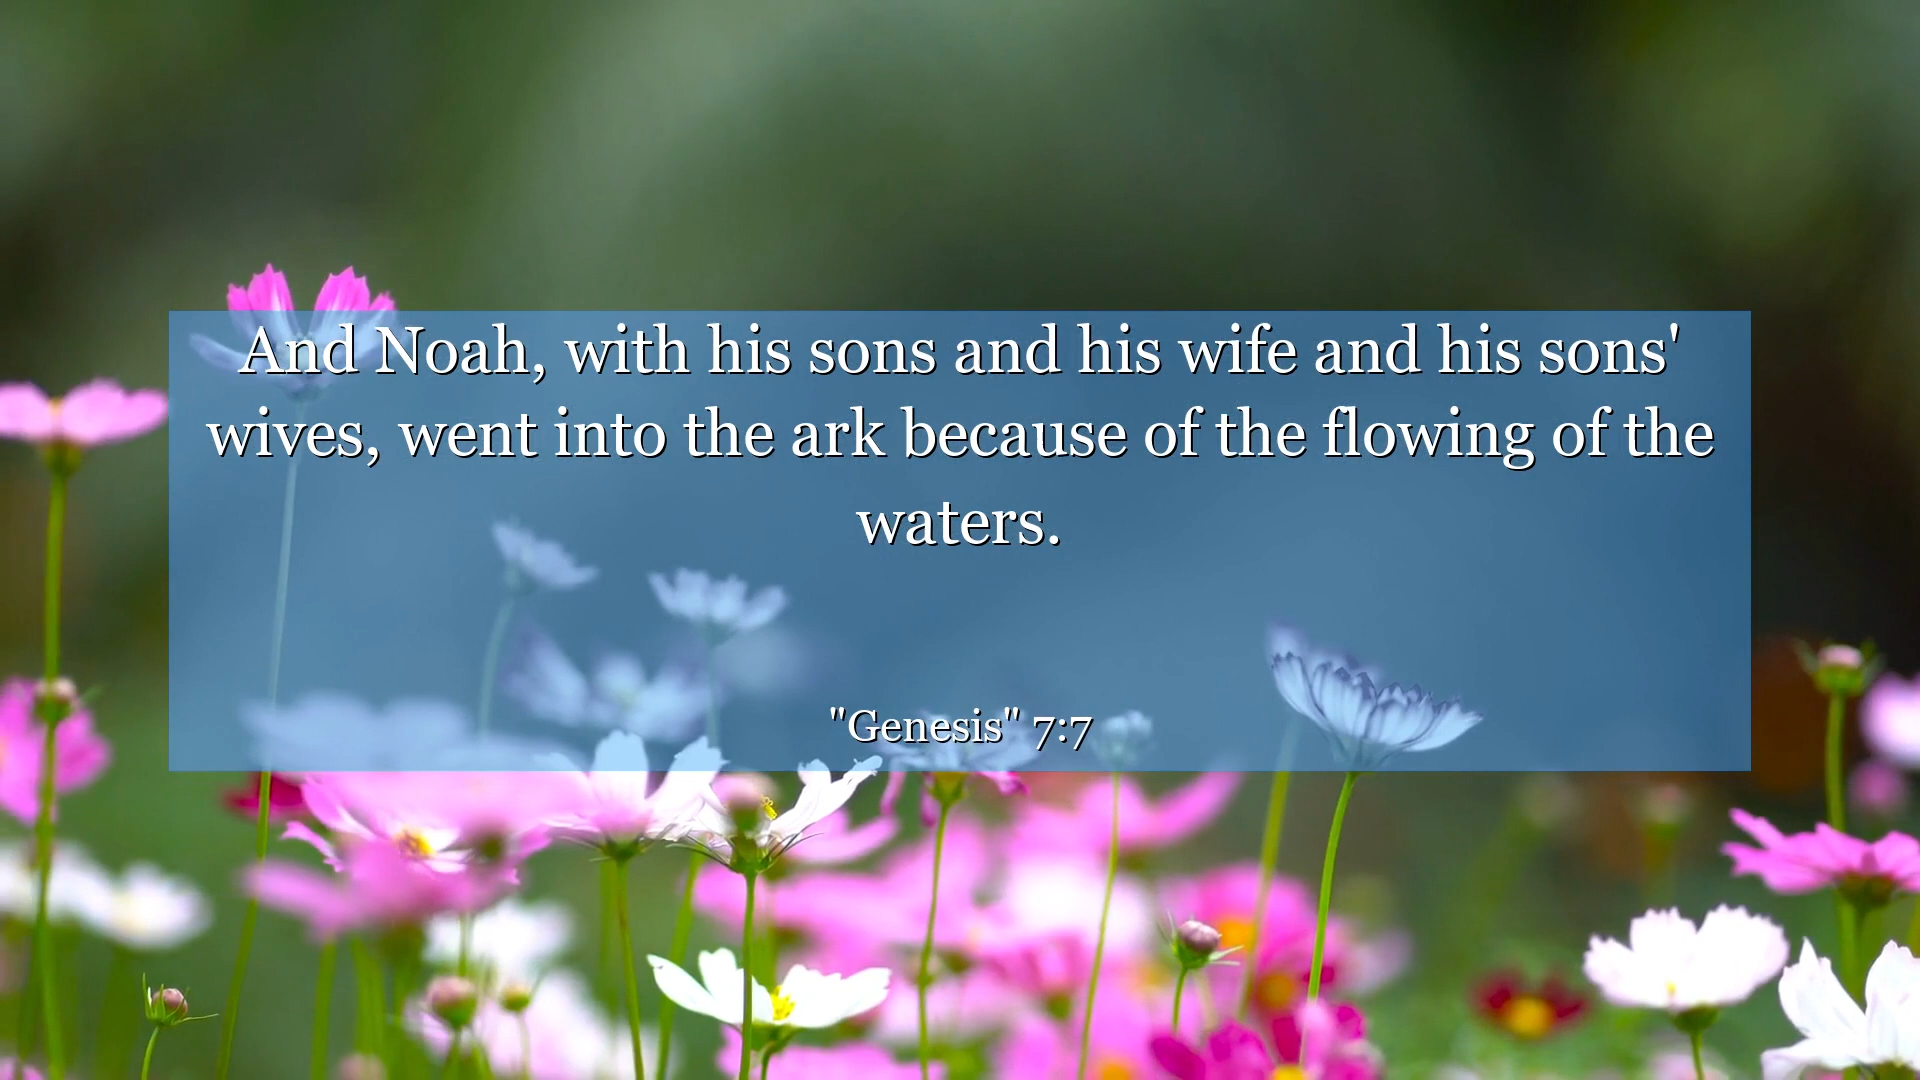 And Noah, with his sons and his wife and his sons'
wives, went into the ark because of the flowing of the
waters.
"Genesis" 7:7